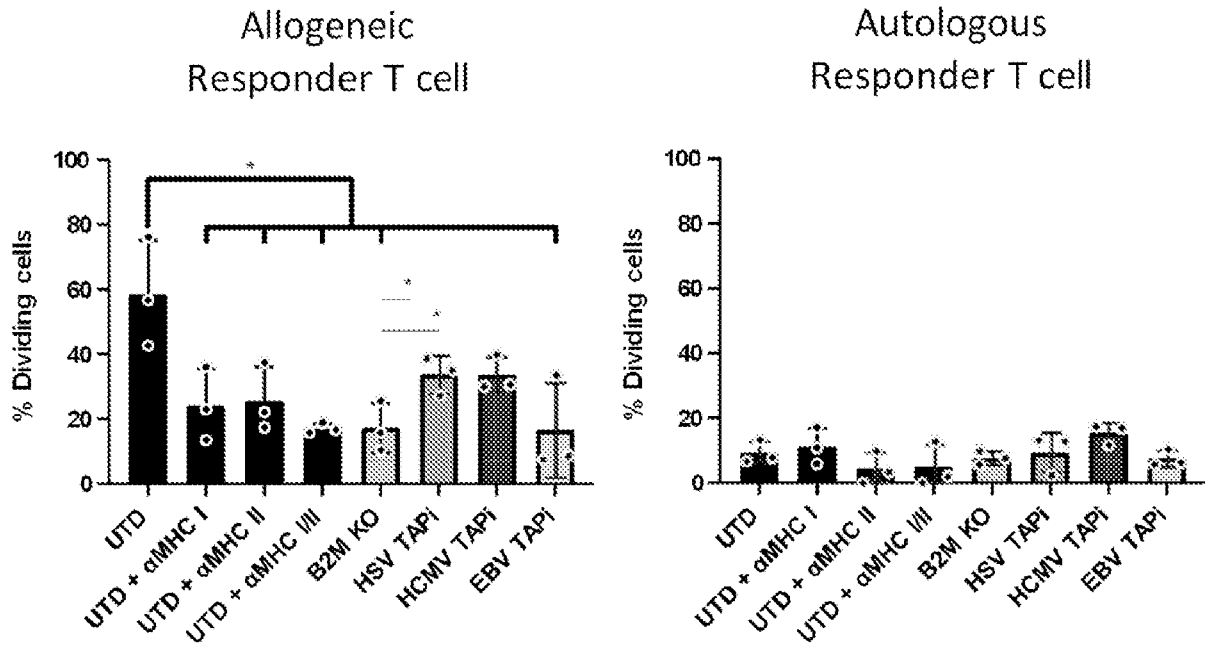 Allogeneic
Responder T cell
% Dividing cells
100
80
60
40
20
0
*
*
*
UTD
UTD + αMHC I
UTD + αMHC II
UTD + αMHC I/II
B2M KO
HSV TAPi
HCMV TAPi
EBV TAPi
Autologous
Responder T cell
% Dividing cells
100
80
60
40
20
0
UTD
UTD + αMHC I
UTD + αMHC II
UTD + αMHC I/II
B2M KO
HSV TAPi
HCMV TAPi
EBV TAPi